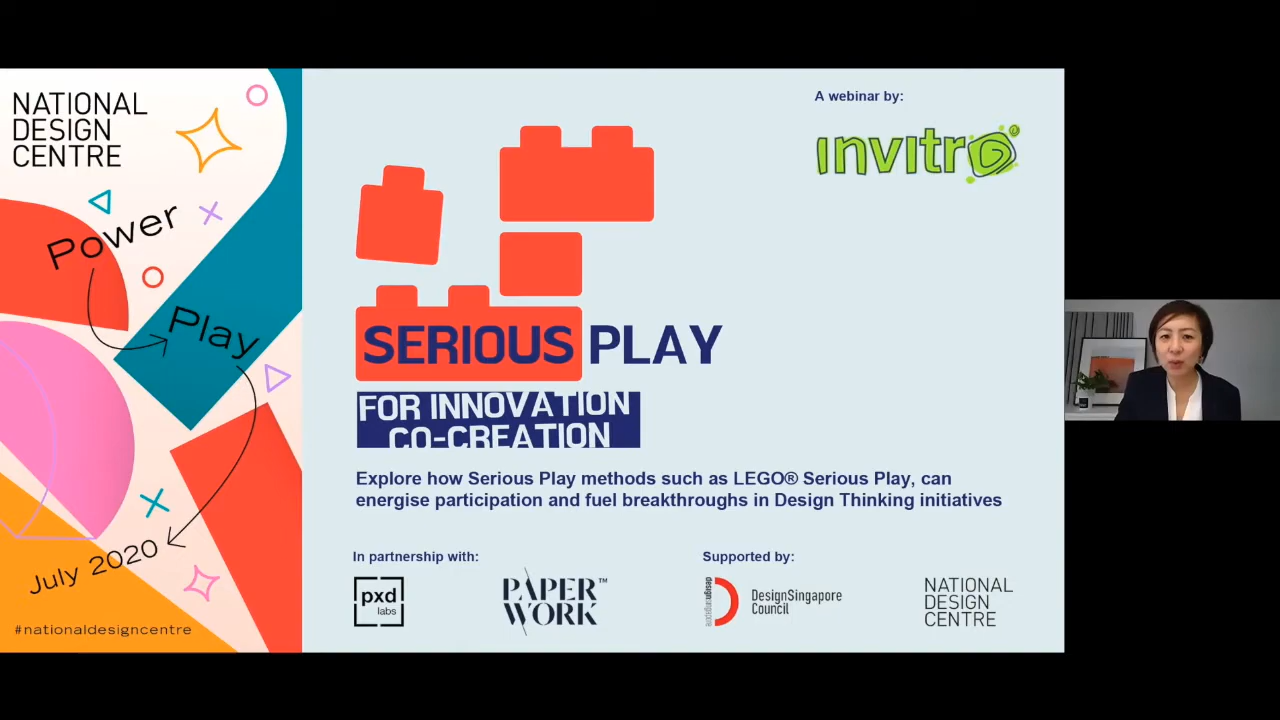 NATIONAL
DESIGN
CENTRE
Power
Play
July 2020
#nationaldesigncentre
A webinar by:
invitro
SERIOUS PLAY
FOR INNOVATION
CO-CREATION
Explore how Serious Play methods such as LEGO® Serious Play, can
energise participation and fuel breakthroughs in Design Thinking initiatives
In partnership with:
pxd
labs
PAPER™
WORK
Supported by:
designsingapore
DesignSingapore
Council
NATIONAL
DESIGN
CENTRE